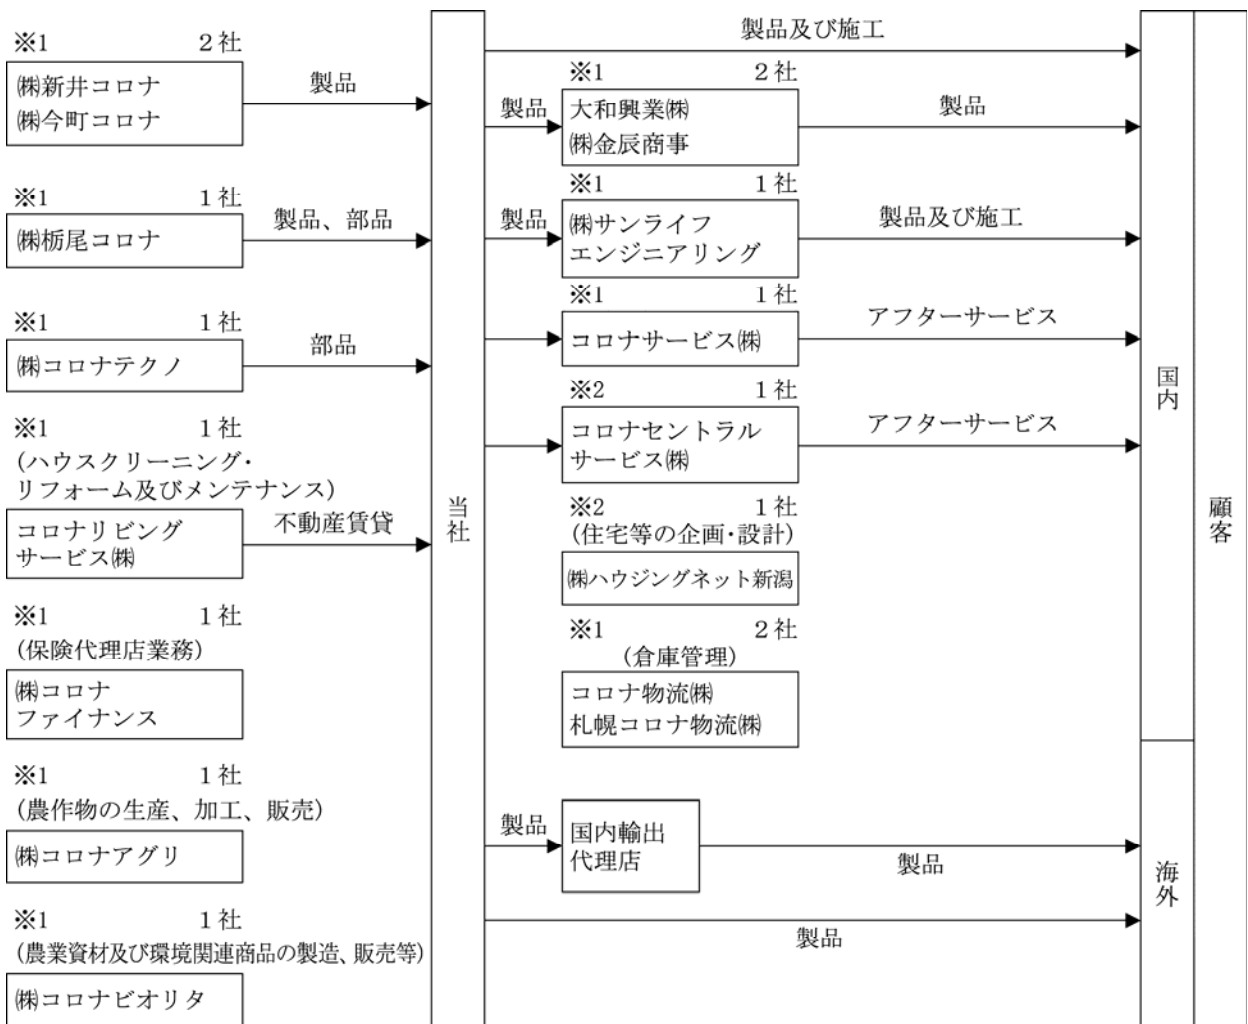 ※1 2社
㈱新井コロナ
㈱今町コロナ
製品
※1 1社
㈱栃尾コロナ
製品、部品
※1 1社
㈱コロナテクノ
部品
※1 1社
(ハウスクリーニング・
リフォーム及びメンテナンス)
コロナリビング
サービス㈱
不動産賃貸
※1 1社
(保険代理店業務)
㈱コロナ
ファイナンス
※1 1社
(農作物の生産、加工、販売)
㈱コロナアグリ
※1 1社
(農業資材及び環境関連商品の製造、販売等)
㈱コロナビオリタ
当社
製品及び施工
※1 2社
製品
大和興業㈱
㈱金辰商事
製品
※1 1社
製品
㈱サンライフ
エンジニアリング
製品及び施工
※1 1社
コロナサービス㈱
アフターサービス
※2 1社
コロナセントラル
サービス㈱
アフターサービス
※2 1社
(住宅等の企画・設計)
㈱ハウジングネット新潟
※1 2社
(倉庫管理)
コロナ物流㈱
札幌コロナ物流㈱
製品
国内輸出
代理店
製品
製品
国内
海外
顧客